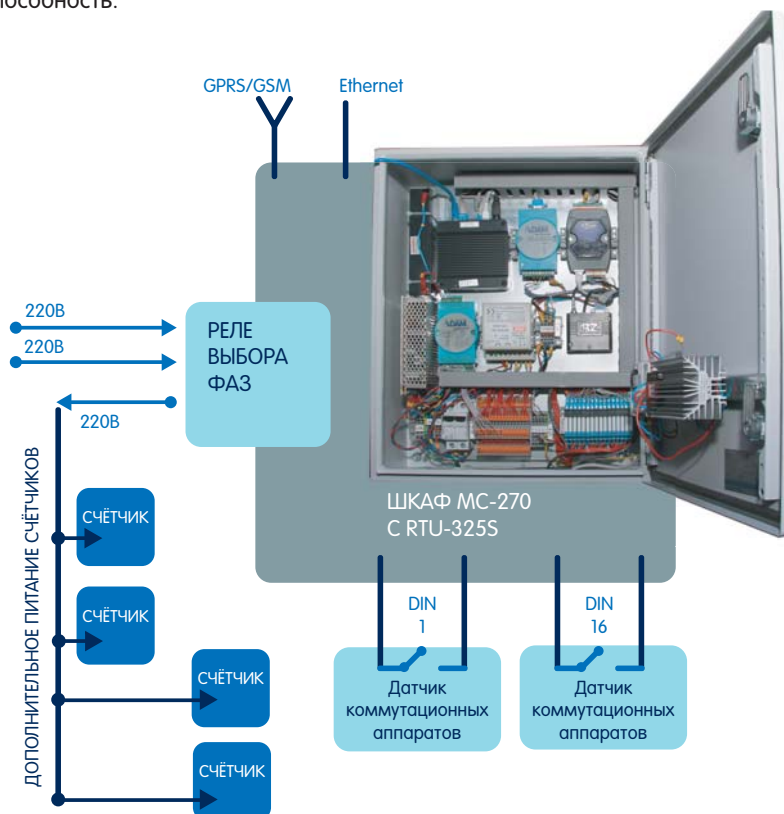 пособность.
GPRS/GSM
Ethernet
220В
220В
220В
РЕЛЕ
ВЫБОРА
ФАЗ
ШКАФ МС-270
С RTU-325S
ДОПОЛНИТЕЛЬНОЕ ПИТАНИЕ СЧЁТЧИКОВ
СЧЁТЧИК
СЧЁТЧИК
СЧЁТЧИК
СЧЁТЧИК
DIN
1
DIN
16
Датчик
коммутационных
аппаратов
Датчик
коммутационных
аппаратов
ADAM